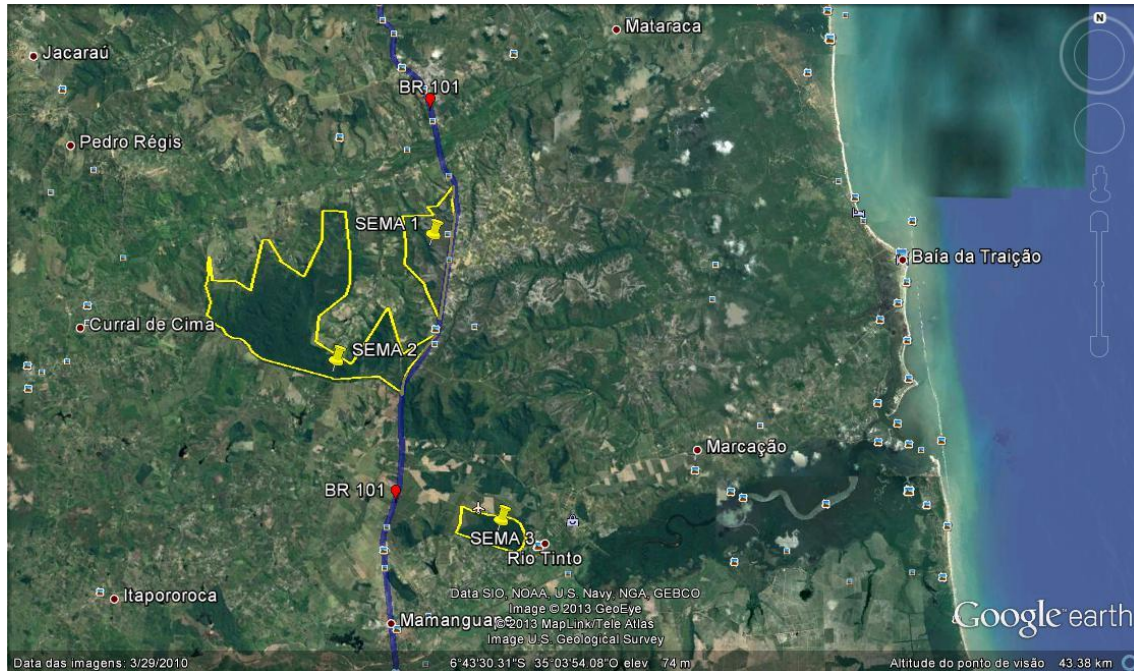 N
Mataraca
Jacaraú
BR 101
Pedro Régis
SEMA 1
Baía da Traição
Curral de Cima
SEMA 2
Marcação
BR 101
SEMA 3
Rio Tinto
Itapororoca
Mamanguape
Data SIO, NOAA, U.S. Navy, NGA, GEBCO
Image © 2013 GeoEye
© 2013 MapLink/Tele Atlas
Image U.S. Geological Survey
Google earth
Data das imagens: 3/29/2010
6°43'30.31"S 35°03'54.08"O elev 74 m
Altitude do ponto de visão 43.38 km